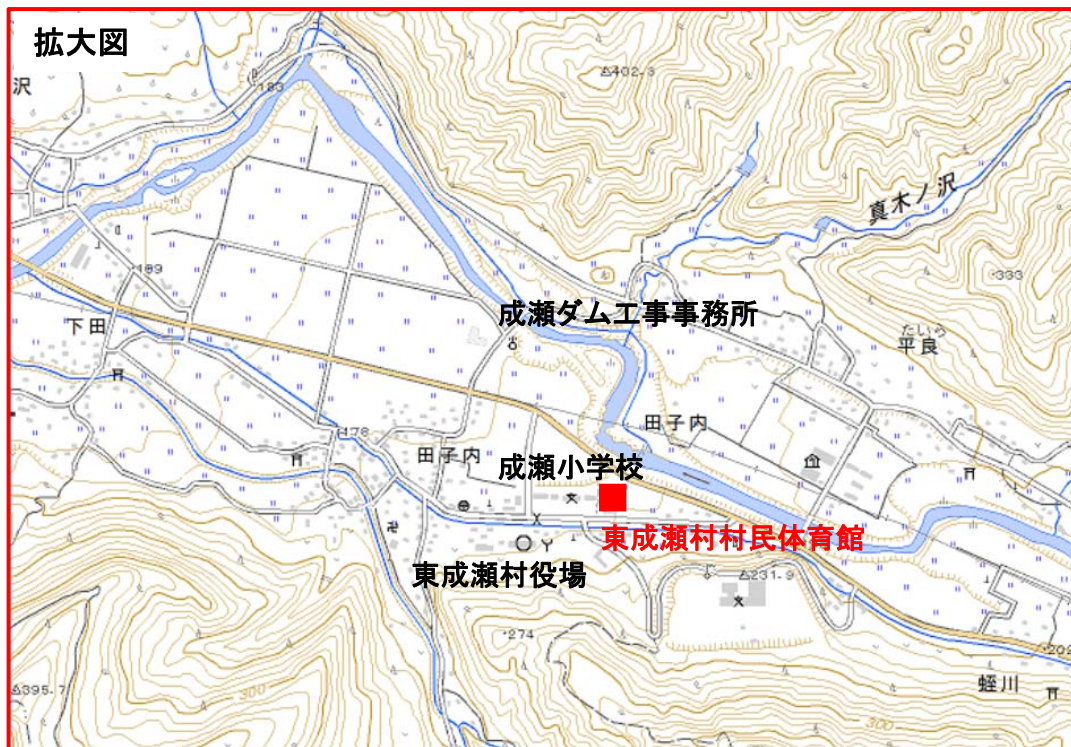 拡大図
沢
183
△402.3
真木ノ沢
・333
189
成瀬ダム工事事務所
たいら
平良
下田
178
田子内
田子内
成瀬小学校
東成瀬村村民体育館
東成瀬村役場
△231.9
・274
202
△395.7
300
蛭川
300